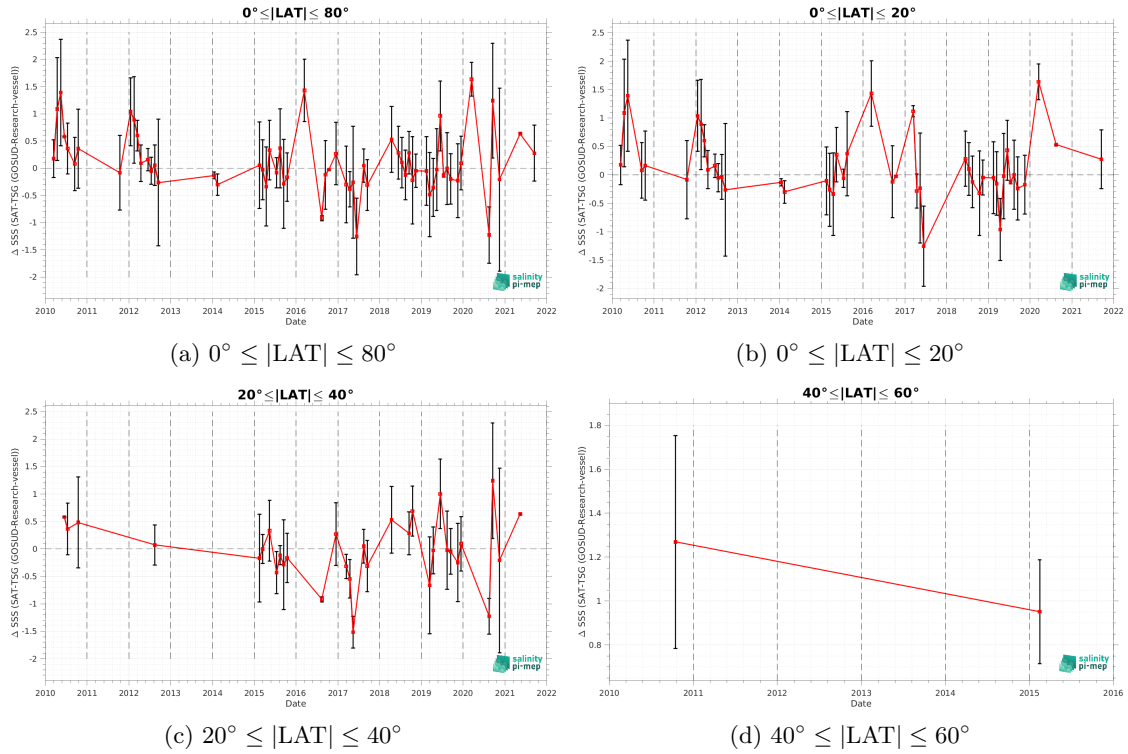 0°≤|LAT|≤ 80°
2.5
2
1.5
1
0.5
0
-0.5
-1
-1.5
-2
Δ SSS (SAT-TSG (GOSUD-Research-vessel))
2010 2011 2012 2013 2014 2015 2016 2017 2018 2019 2020 2021 2022
Date
salinity
pi-mep
(a) 0° ≤ |LAT| ≤ 80°
0°≤|LAT|≤ 20°
2.5
2
1.5
1
0.5
0
-0.5
-1
-1.5
-2
Δ SSS (SAT-TSG (GOSUD-Research-vessel))
2010 2011 2012 2013 2014 2015 2016 2017 2018 2019 2020 2021 2022
Date
salinity
pi-mep
(b) 0° ≤ |LAT| ≤ 20°
20°≤|LAT|≤ 40°
2.5
2
1.5
1
0.5
0
-0.5
-1
-1.5
-2
Δ SSS (SAT-TSG (GOSUD-Research-vessel))
2010 2011 2012 2013 2014 2015 2016 2017 2018 2019 2020 2021 2022
Date
salinity
pi-mep
(c) 20° ≤ |LAT| ≤ 40°
40°≤|LAT|≤ 60°
1.8
1.6
1.4
1.2
1
0.8
Δ SSS (SAT-TSG (GOSUD-Research-vessel))
2010 2011 2012 2013 2014 2015 2016
Date
salinity
pi-mep
(d) 40° ≤ |LAT| ≤ 60°